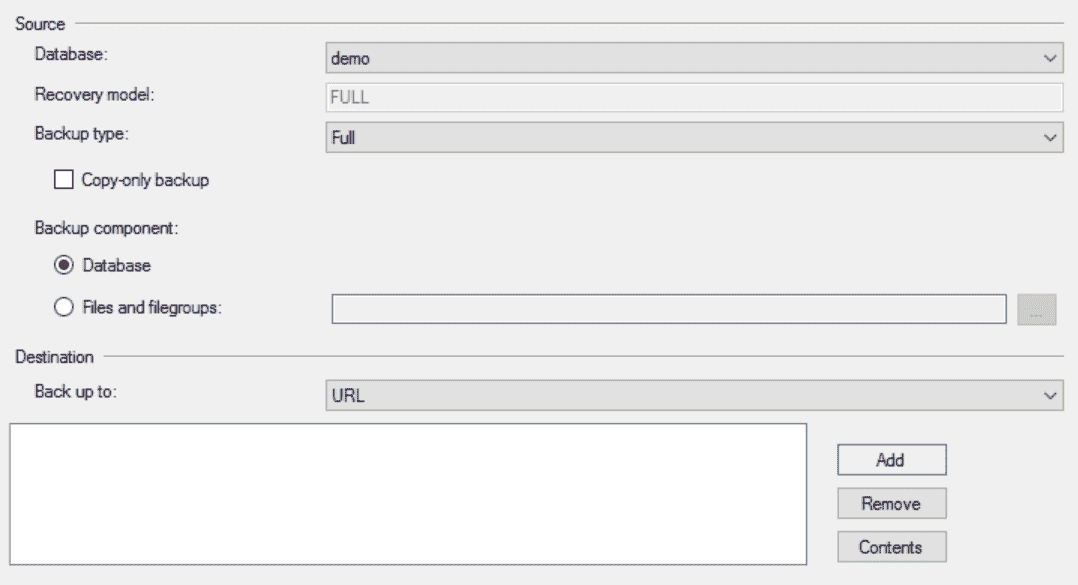 Source
Database: demo
Recovery model: FULL
Backup type: Full
Copy-only backup
Backup component:
Database
Files and filegroups: ...
Destination
Back up to: URL
Add
Remove
Contents